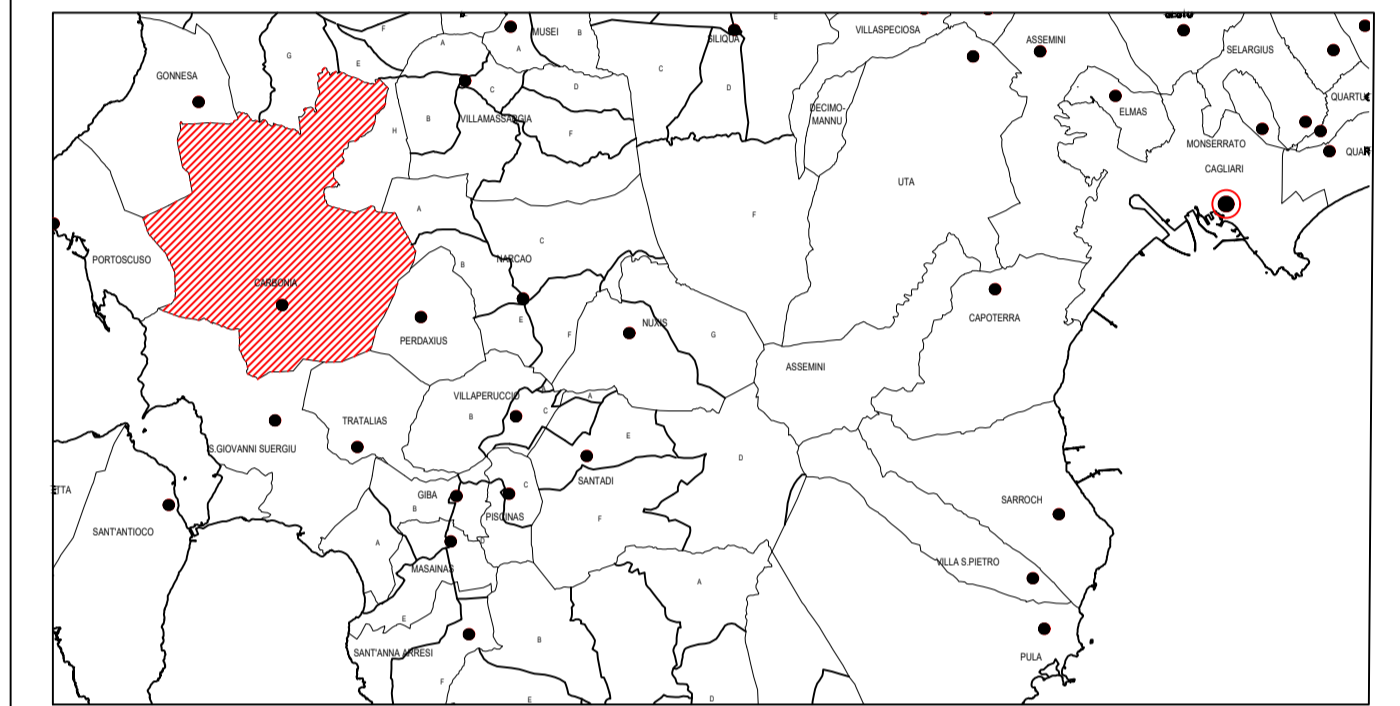 F
E
MUSEI
B
VILLASPECIOSA
ASSEMINI
SELARGIUS
SILIQUA
G
E
A
A
C
GONNESA
C
D
D
QUARTU
DECIMO-
MANNU
ELMAS
B
VILLAMASSARGIA
F
H
MONSERRATO
QUAR
CAGLIARI
UTA
A
F
C
PORTOSCUSO
B
NARCAO
CARBONIA
CAPOTERRA
E
F
NUXIS
G
PERDAXIUS
ASSEMINI
VILLAPERUCCIO
A
TRATALIAS
B
C
E
S.GIOVANNI SUERGIU
D
SANTADI
TTA
GIBA
C
SARROCH
B
PISCINAS
F
SANT'ANTIOCO
A
D
MASAINAS
VILLA S.PIETRO
A
E
B
SANT'ANNA ARRESI
PULA
F
E
D